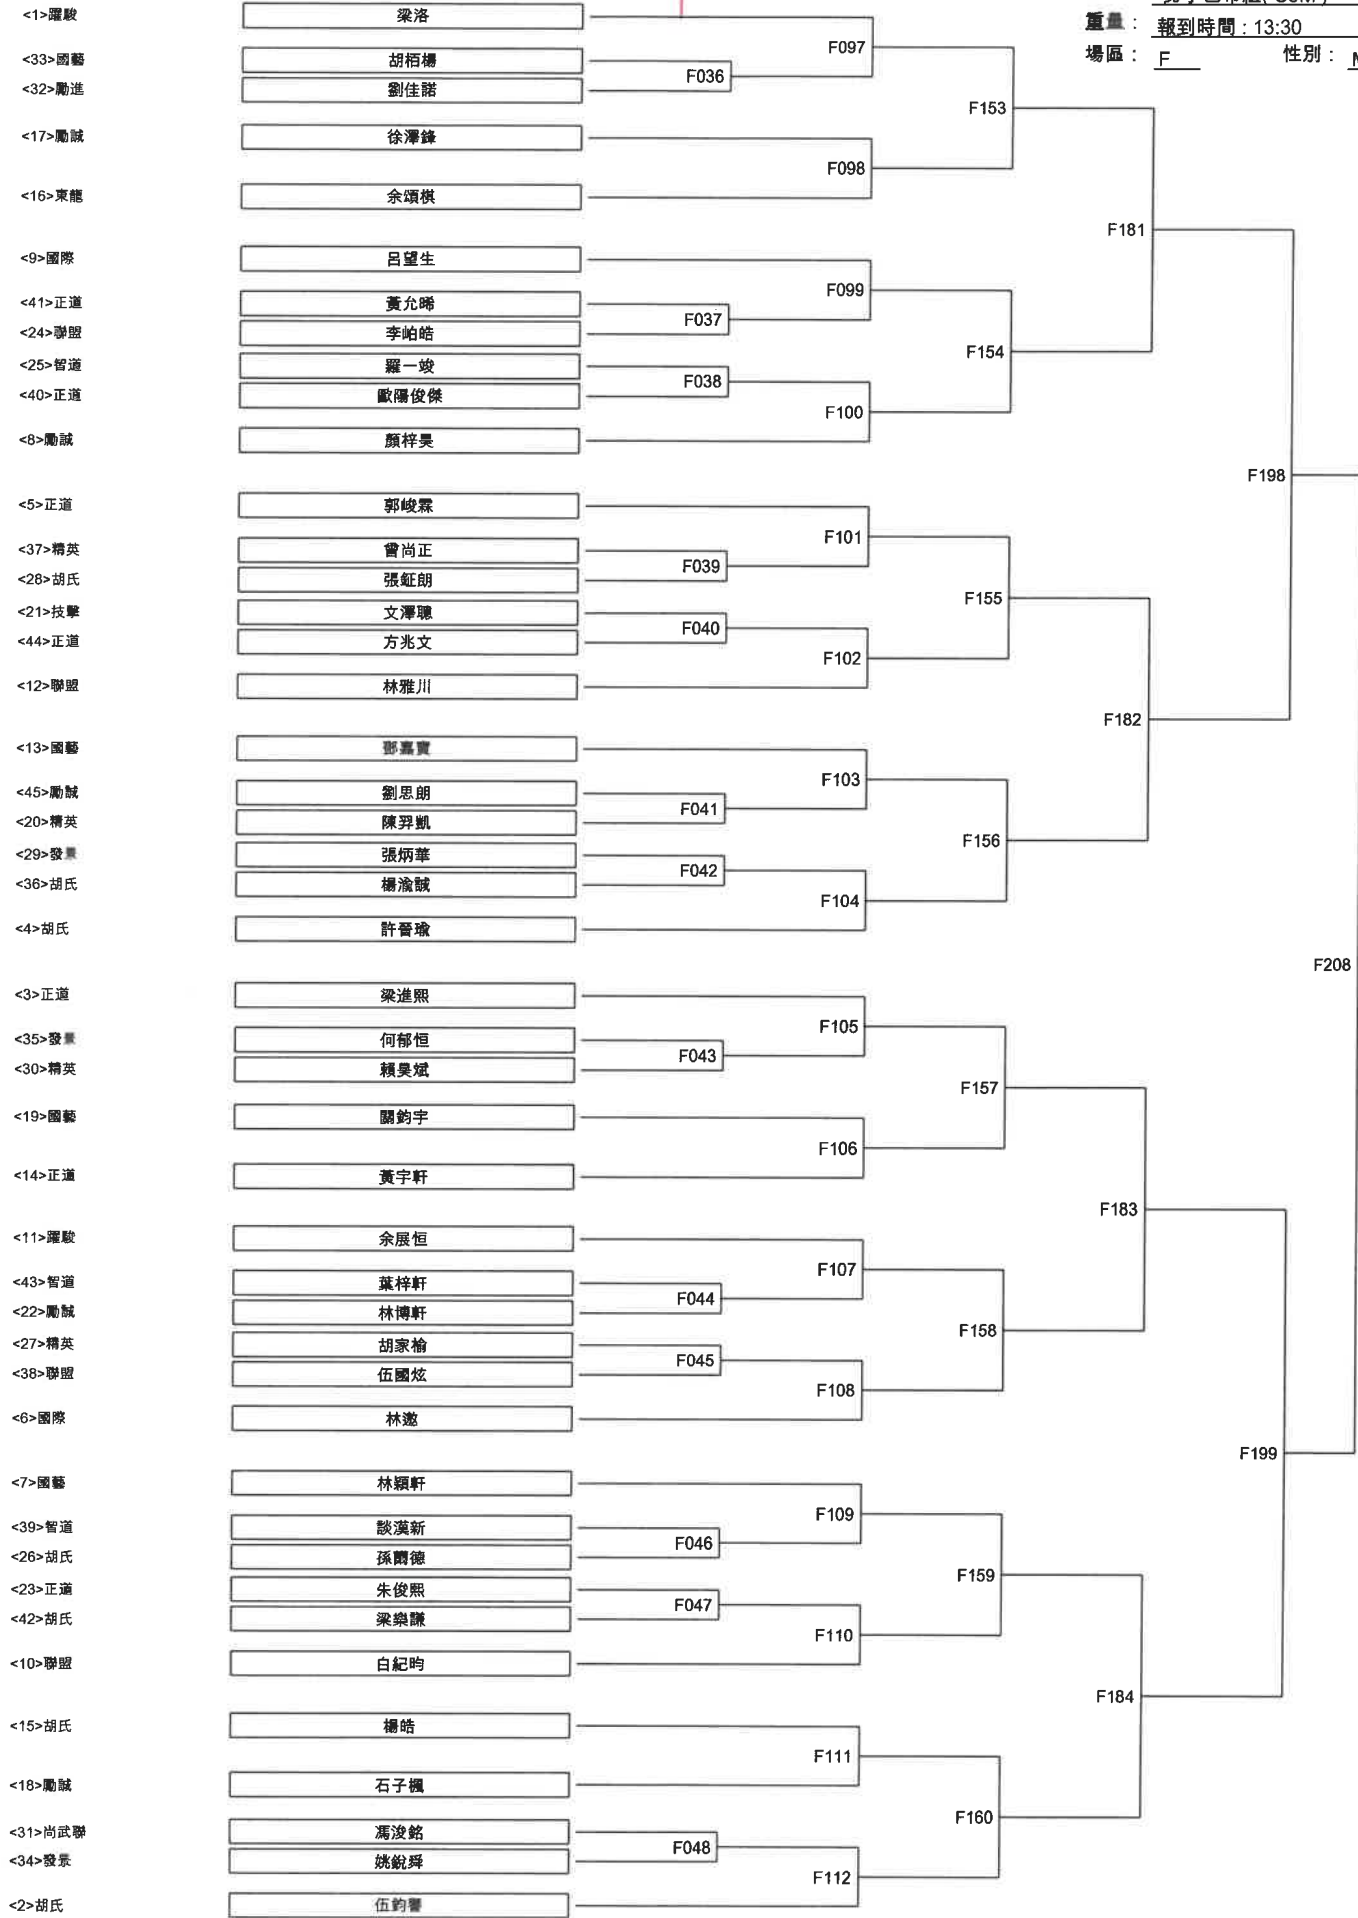 重量：報到時間 : 13:30
場區： F 性別： M
<1>躍駿 梁洛
F097
<33>國藝 胡栢楊
F036
<32>勵進 劉佳諾
F153
<17>勵誠 徐澤鋒
F098
<16>東龍 余頌棋
F181
<9>國際 呂望生
F099
<41>正道 黃允晞
F037
<24>聯盟 李岶皓
F154
<25>智道 羅一竣
F038
<40>正道 歐陽俊傑
F100
<8>勵誠 顏梓昊
F198
<5>正道 郭峻霖
F101
<37>精英 曾尚正
F039
<28>胡氏 張鉦朗
F155
<21>技擊 文澤聰
F040
<44>正道 方兆文
F102
<12>聯盟 林雅川
F182
<13>國藝 鄧嘉寶
F103
<45>勵誠 劉思朗
F041
<20>精英 陳羿凱
F156
<29>發景 張炳華
F042
<36>胡氏 楊渝誠
F104
<4>胡氏 許晉瑜
F208
<3>正道 梁進熙
F105
<35>發景 何郁恒
F043
<30>精英 賴昊斌
F157
<19>國藝 關鈞宇
F106
<14>正道 黃宇軒
F183
<11>躍駿 余展恒
F107
<43>智道 葉梓軒
F044
<22>勵誠 林博軒
F158
<27>精英 胡家榆
F045
<38>聯盟 伍國炫
F108
<6>國際 林邀
F199
<7>國藝 林穎軒
F109
<39>智道 談漢新
F046
<26>胡氏 孫爾德
F159
<23>正道 朱俊熙
F047
<42>胡氏 梁樂謙
F110
<10>聯盟 白紀昀
F184
<15>胡氏 楊皓
F111
<18>勵誠 石子楓
F160
<31>尚武聯 馮浚銘
F048
<34>發景 姚銳舜
F112
<2>胡氏 伍鈞謦